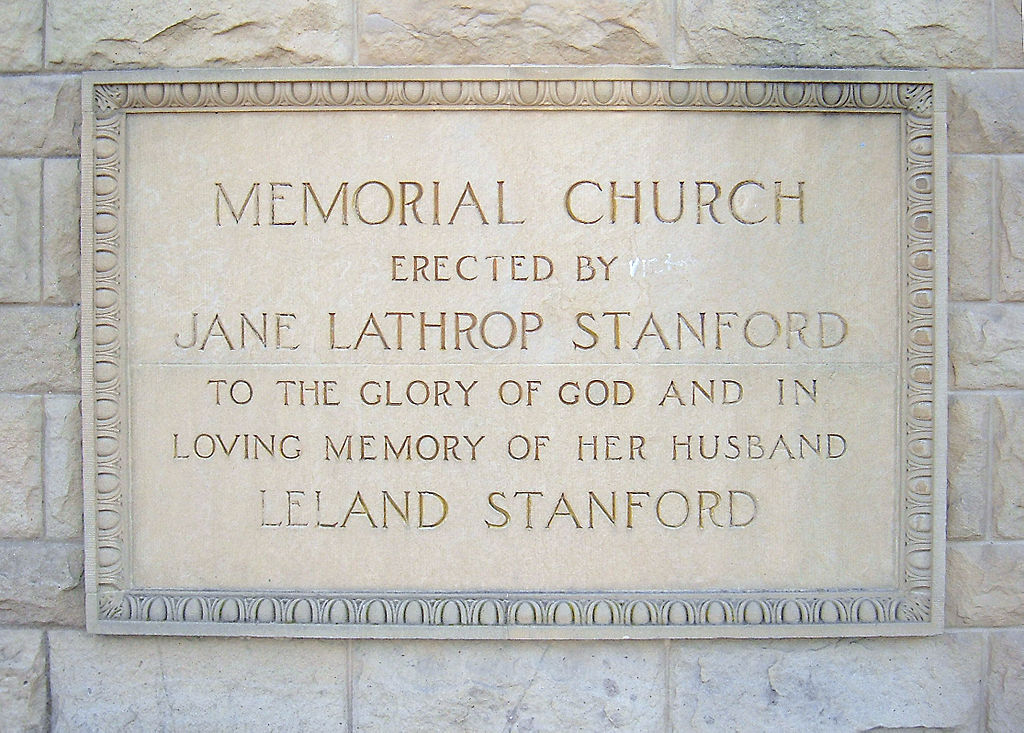 MEMORIAL CHURCH
ERECTED BY
JANE LATHROP STANFORD
TO THE GLORY OF GOD AND IN
LOVING MEMORY OF HER HUSBAND
LELAND STANFORD